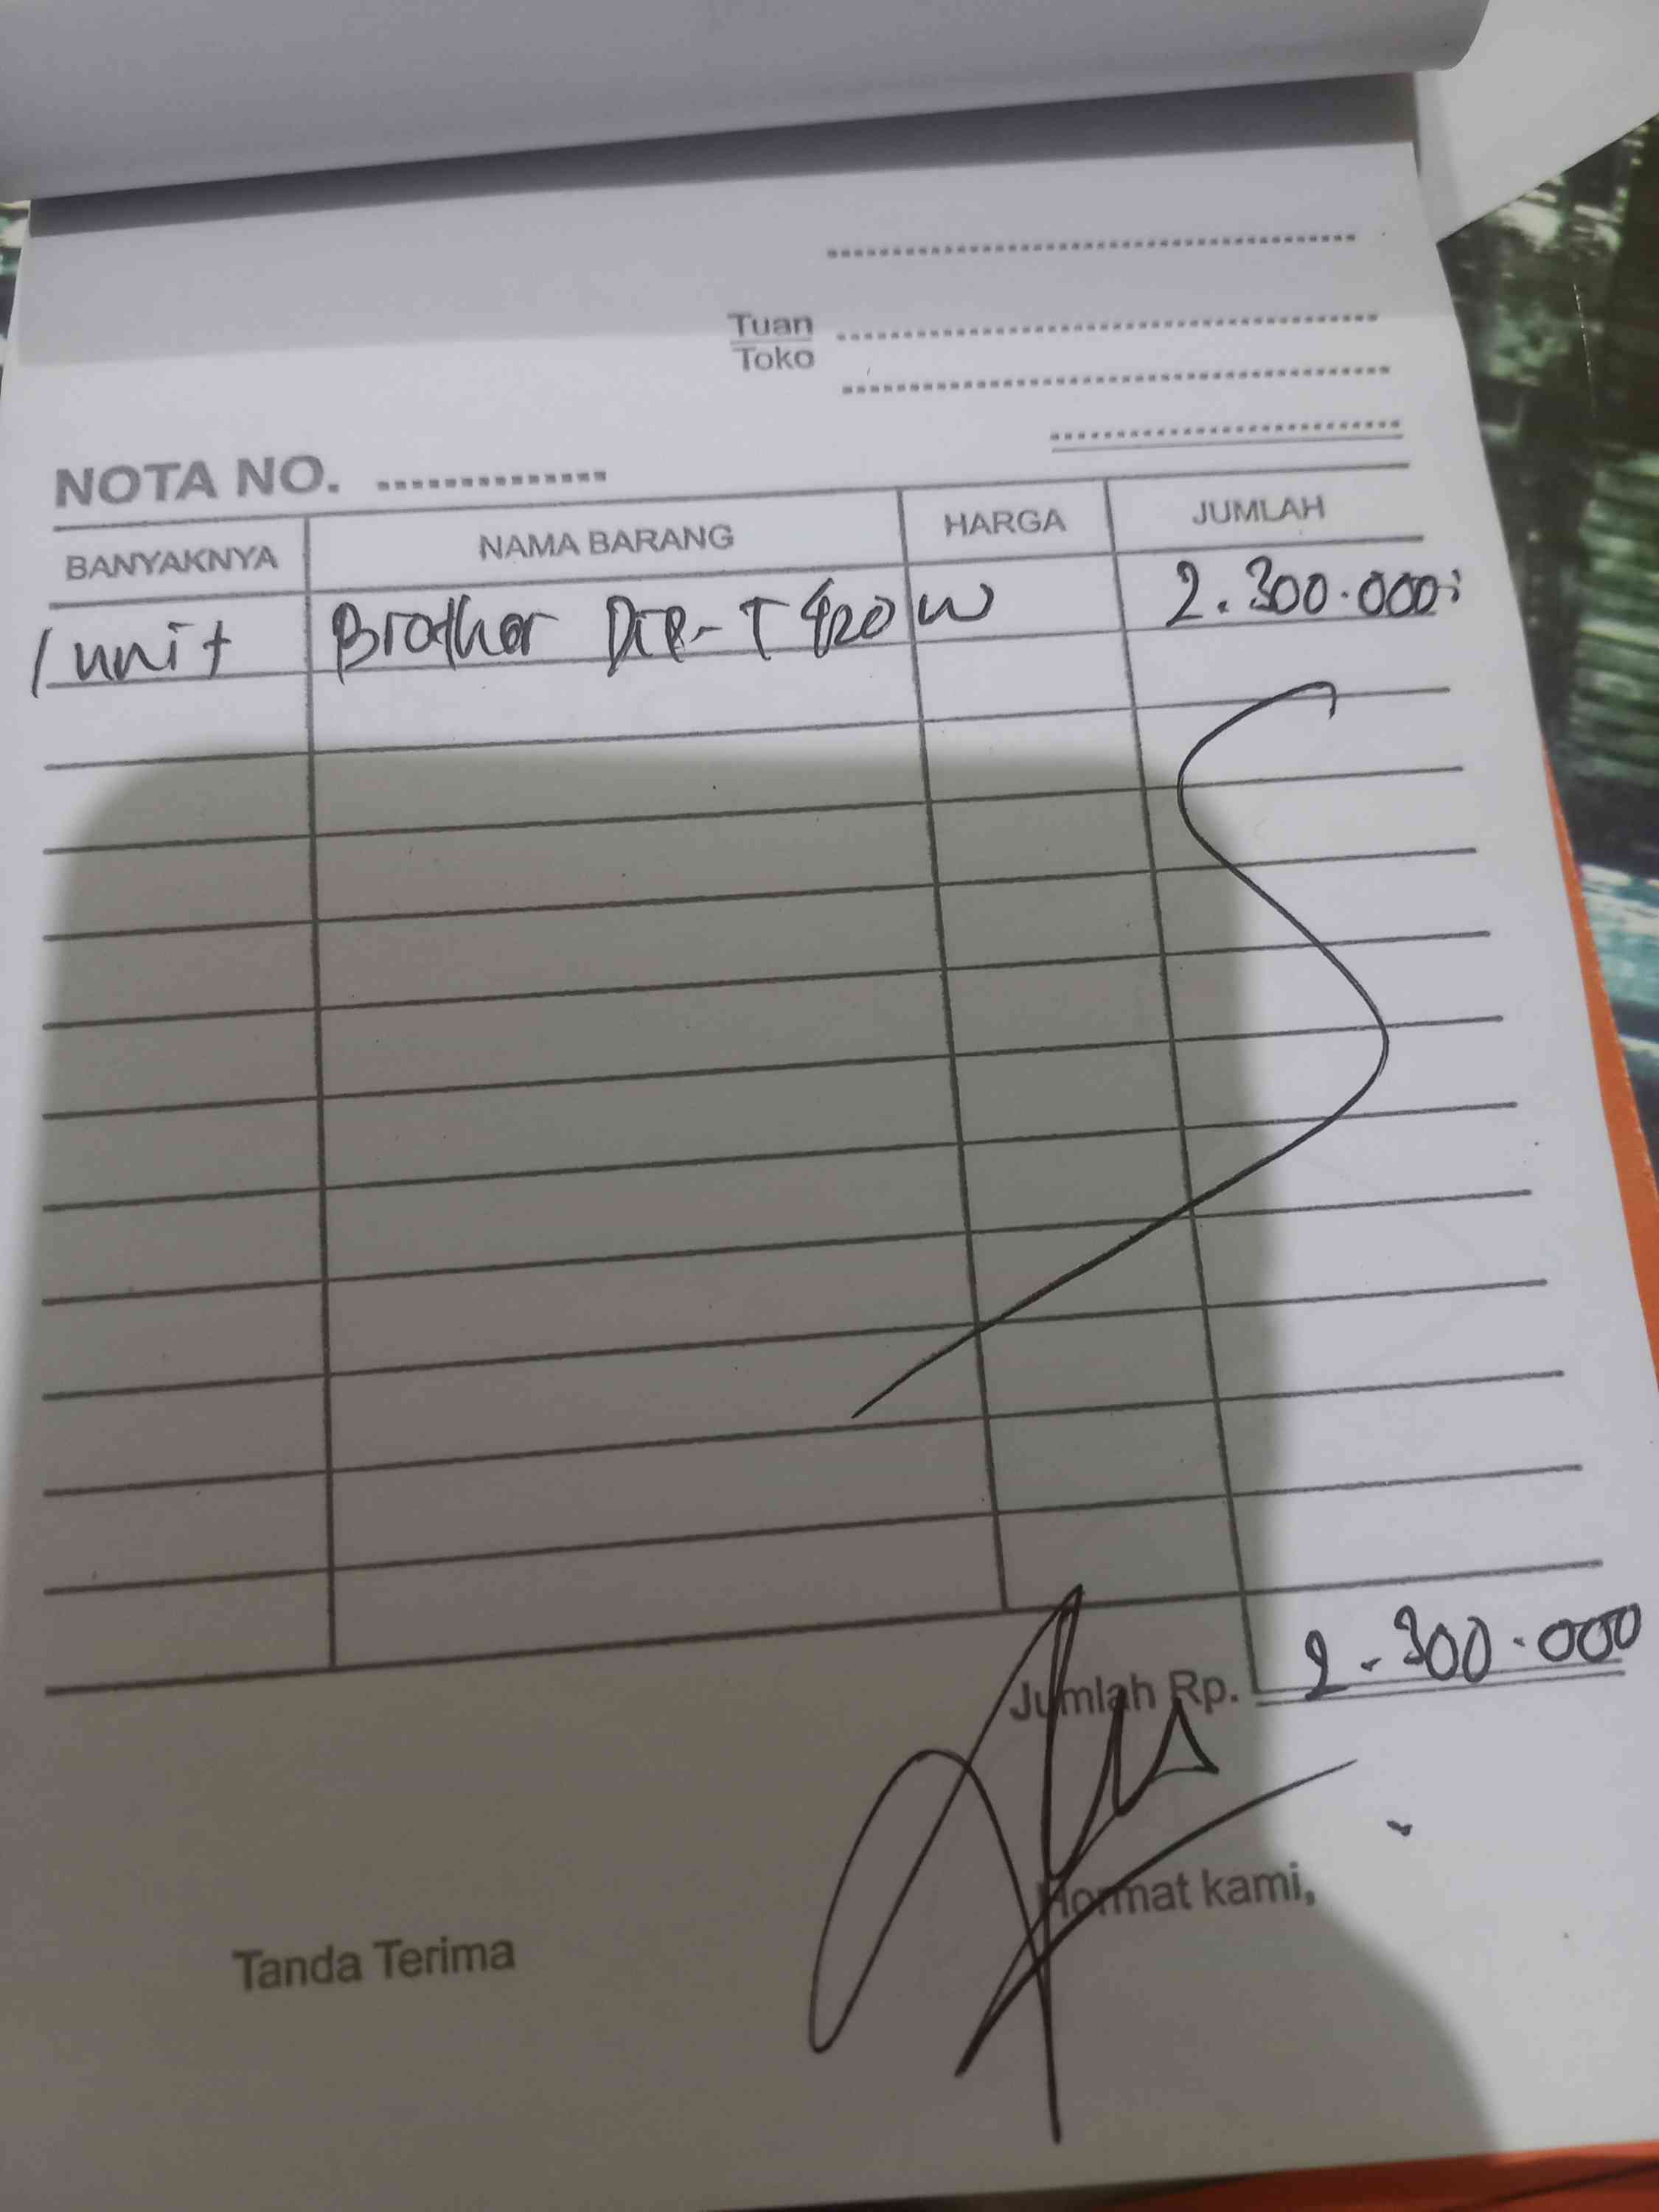 Tuan
Toko
NOTA NO.
BANYAKNYA NAMA BARANG HARGA JUMLAH
1 unit Brother DCP-T420W 2.300.000
Jumlah Rp. 2.300.000
Tanda Terima Hormat kami,